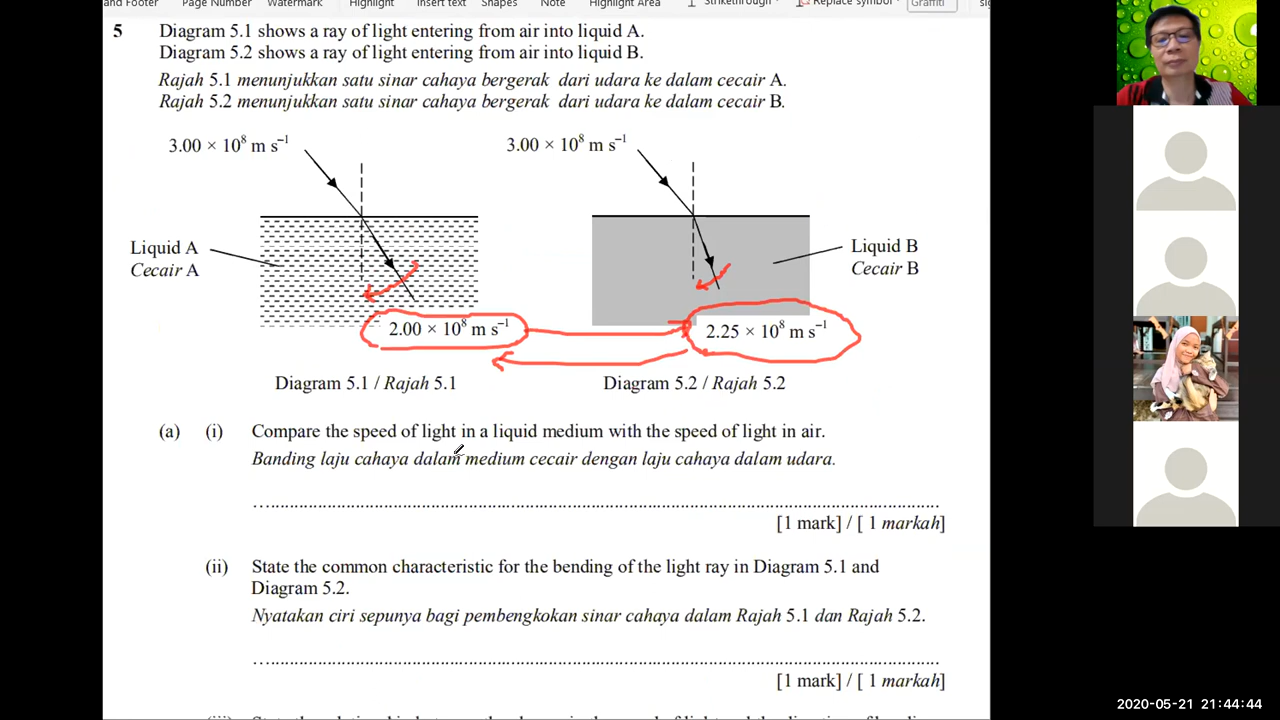 and Footer Page Number Watermark Highlight Insert text Shapes Note Highlight Area Strikethrough Replace symbol Graffiti
5 Diagram 5.1 shows a ray of light entering from air into liquid A.
Diagram 5.2 shows a ray of light entering from air into liquid B.
Rajah 5.1 menunjukkan satu sinar cahaya bergerak dari udara ke dalam cecair A.
Rajah 5.2 menunjukkan satu sinar cahaya bergerak dari udara ke dalam cecair B.
3.00 × 10⁸ m s⁻¹ 3.00 × 10⁸ m s⁻¹
Liquid A Liquid B
Cecair A Cecair B
2.00 × 10⁸ m s⁻¹ 2.25 × 10⁸ m s⁻¹
Diagram 5.1 / Rajah 5.1 Diagram 5.2 / Rajah 5.2
(a) (i) Compare the speed of light in a liquid medium with the speed of light in air.
Banding laju cahaya dalam medium cecair dengan laju cahaya dalam udara.
[1 mark] / [ 1 markah]
(ii) State the common characteristic for the bending of the light ray in Diagram 5.1 and
Diagram 5.2.
Nyatakan ciri sepunya bagi pembengkokan sinar cahaya dalam Rajah 5.1 dan Rajah 5.2.
[1 mark] / [ 1 markah]
2020-05-21 21:44:44